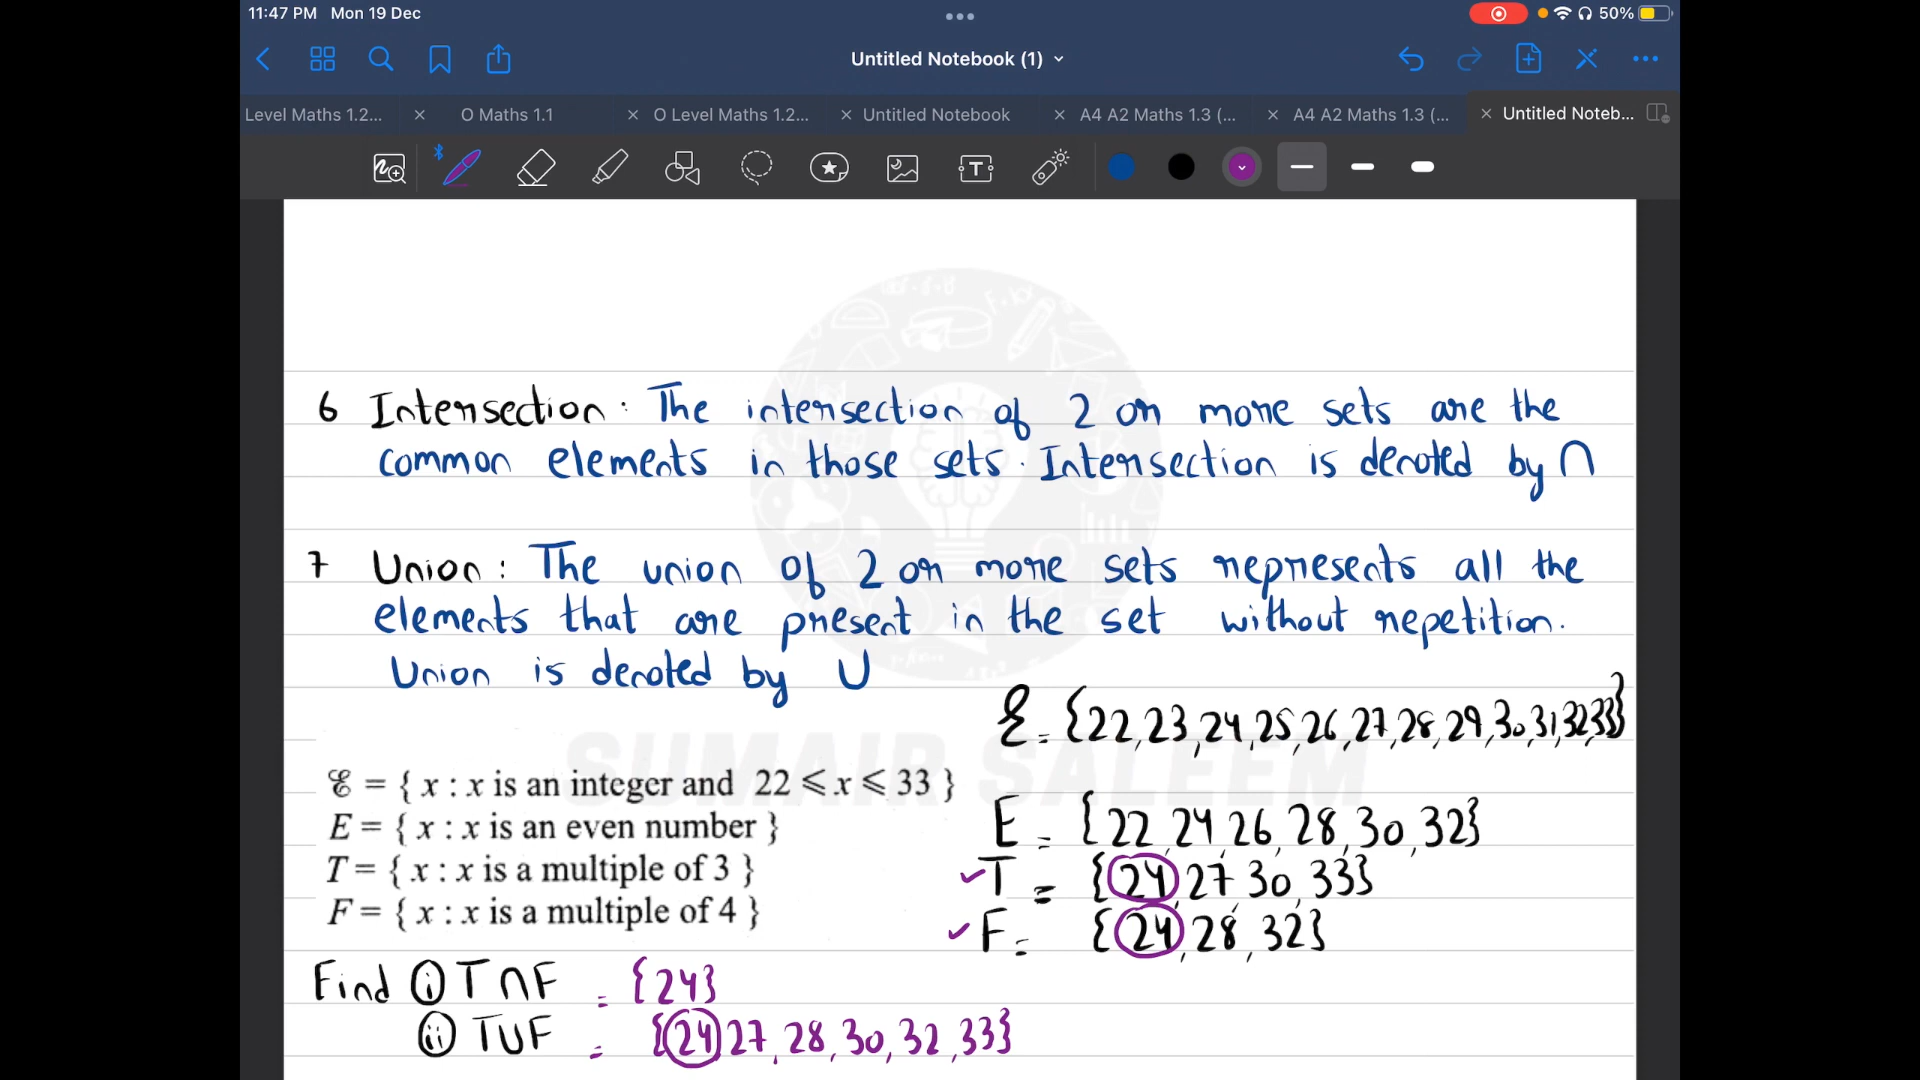 11:47 PM Mon 19 Dec
50%
Untitled Notebook (1)
Level Maths 1.2...
O Maths 1.1
O Level Maths 1.2...
Untitled Notebook
A4 A2 Maths 1.3 (...
A4 A2 Maths 1.3 (...
Untitled Noteb...
6 Intersection: The intersection of 2 or more sets are the
common elements in those sets. Intersection is denoted by ∩
7 Union: The union of 2 or more sets represents all the
elements that are present in the set without repetition.
Union is denoted by ∪
ℰ = {22,23,24,25,26,27,28,29,30,31,32,33}
SUMAIR SALEEM
ℰ = { x : x is an integer and 22 ⩽ x ⩽ 33 }
E = { x : x is an even number }
T = { x : x is a multiple of 3 }
F = { x : x is a multiple of 4 }
E = {22,24,26,28,30,32}
✓T = {24,27,30,33}
✓F = {24,28,32}
Find (i) T∩F = {24}
(ii) T∪F = {24,27,28,30,32,33}